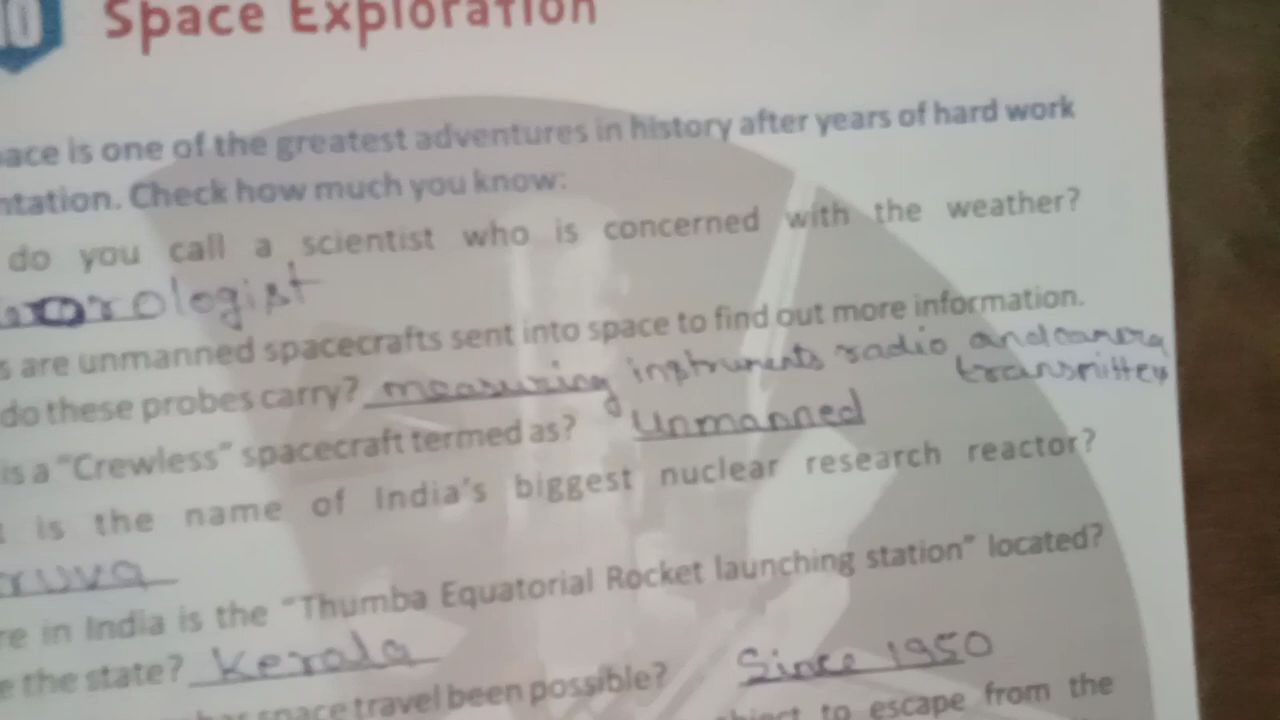 10 Space Exploration
ace is one of the greatest adventures in history after years of hard work
ntation. Check how much you know:
do you call a scientist who is concerned with the weather?
orologist
s are unmanned spacecrafts sent into space to find out more information.
do these probes carry? measuring instruments radio and camera
transmitter
is a "Crewless" spacecraft termed as? Unmanned
t is the name of India's biggest nuclear research reactor?
ruva
re in India is the "Thumba Equatorial Rocket launching station" located?
e the state? Kerala
has space travel been possible? Since 1950
object to escape from the